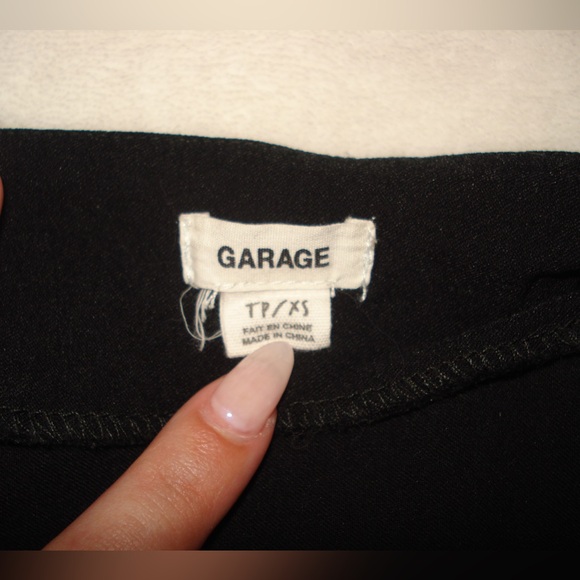 GARAGE
TP/XS
FAIT EN CHINE
MADE IN CHINA